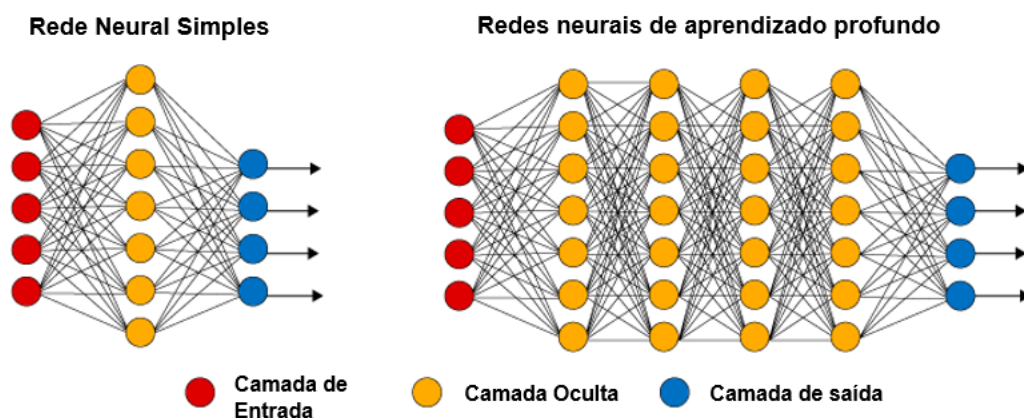 Rede Neural Simples
Redes neurais de aprendizado profundo
Camada de
Entrada
Camada Oculta
Camada de saída